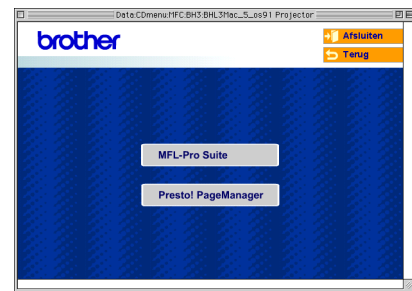 Data:CDmenu:MFC:BH3:BHL3Mac_5_os91 Projector
brother
Afsluiten
Terug
MFL-Pro Suite
Presto! PageManager